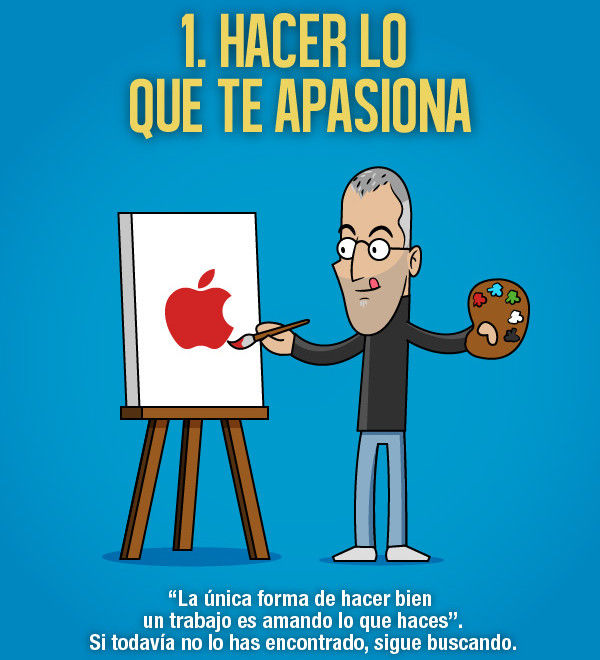 1. HACER LO
QUE TE APASIONA
“La única forma de hacer bien
un trabajo es amando lo que haces”.
Si todavía no lo has encontrado, sigue buscando.